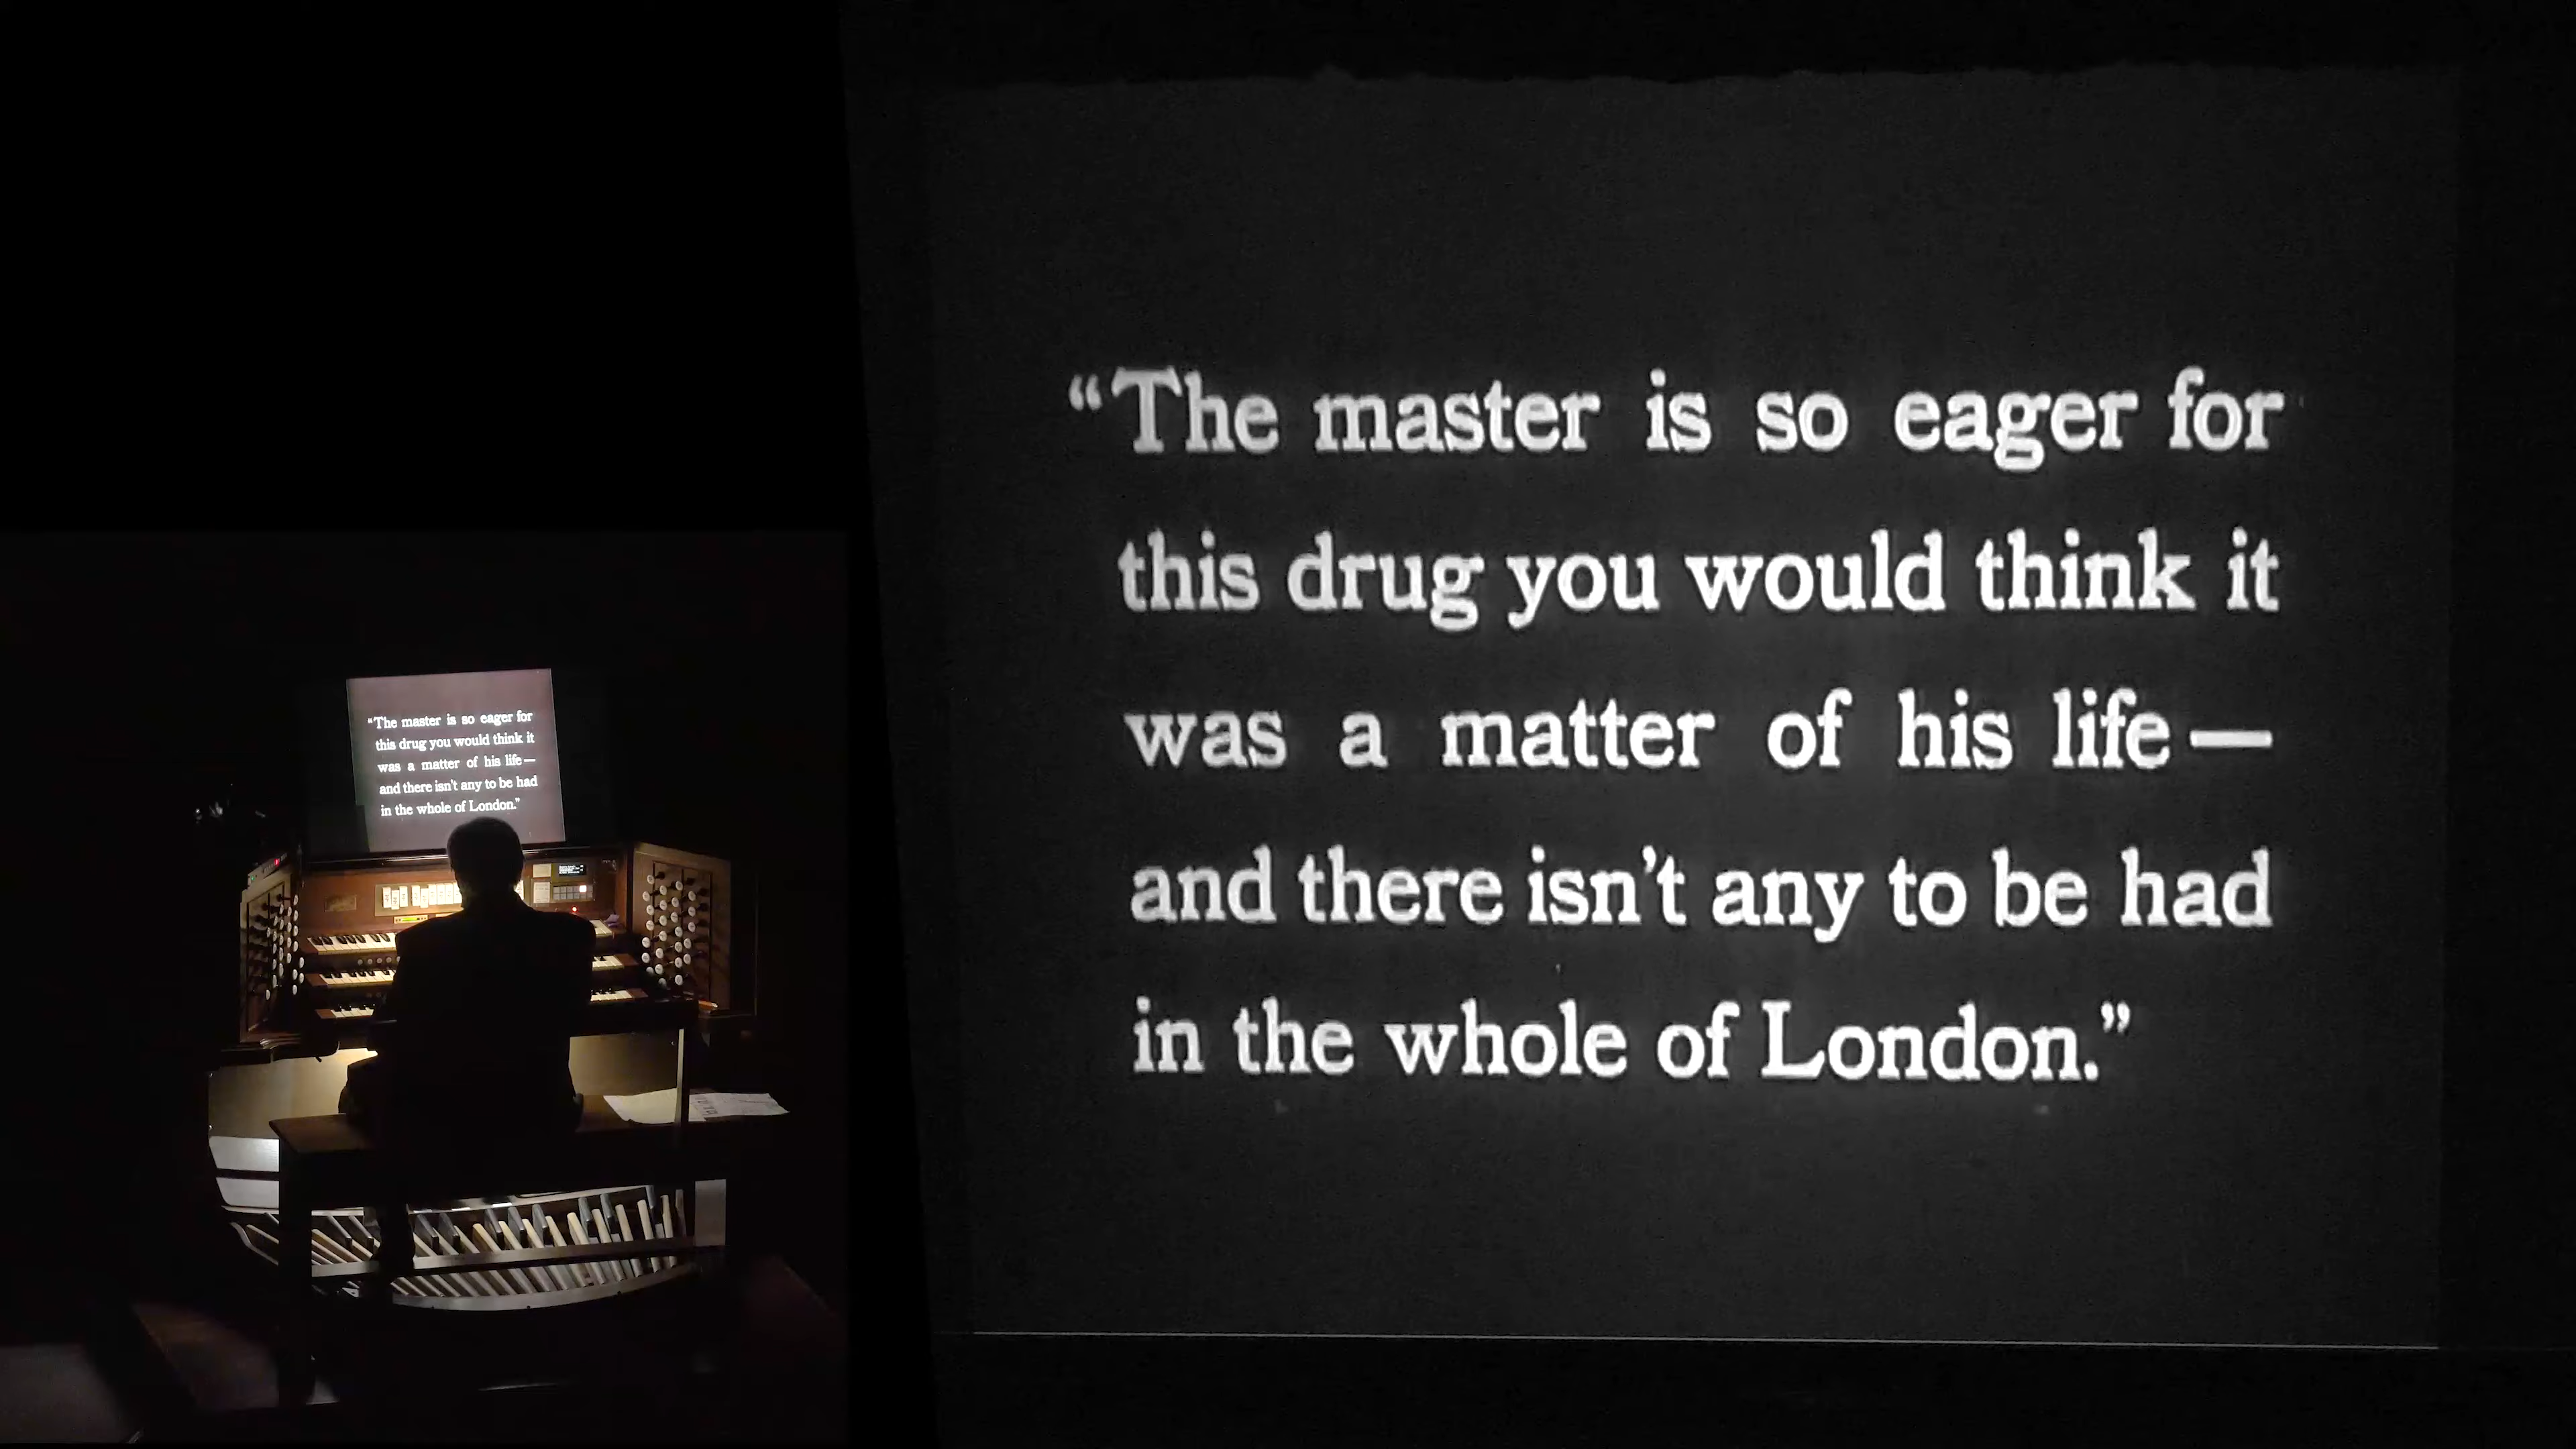 “The master is so eager for
this drug you would think it
was a matter of his life—
and there isn't any to be had
in the whole of London.”
“The master is so eager for
this drug you would think it
was a matter of his life—
and there isn't any to be had
in the whole of London.”